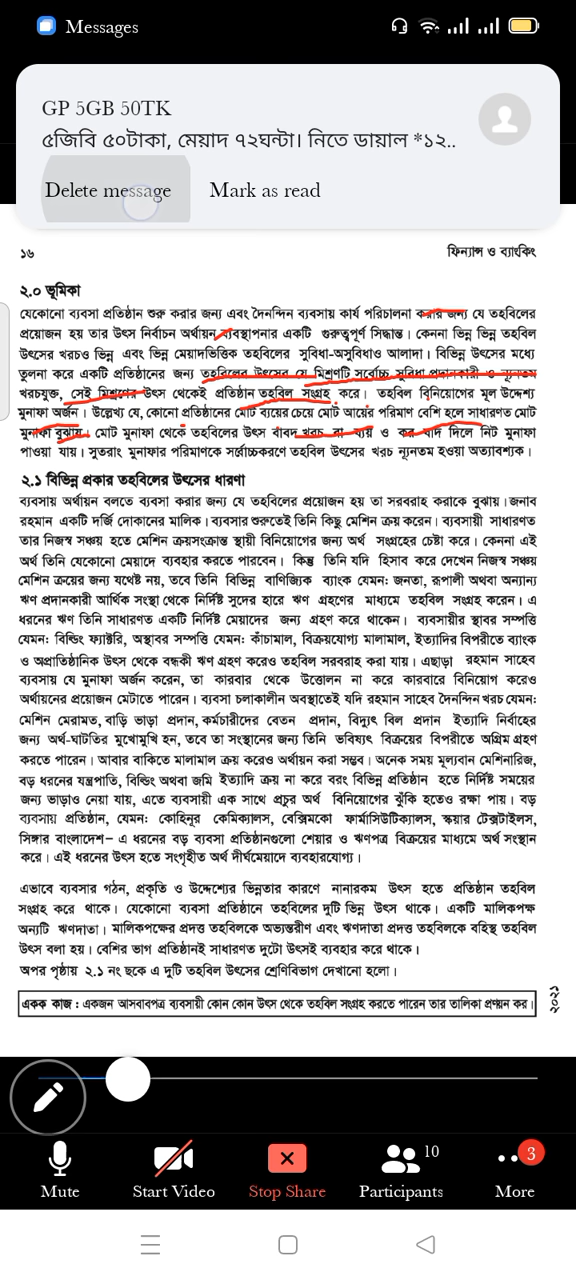 Messages
GP 5GB 50TK
৫জিবি ৫০টাকা, মেয়াদ ৭২ঘন্টা। নিতে ডায়াল *১২..
Delete message Mark as read
১৬ ফিন্যান্স ও ব্যাংকিং
২.০ ভূমিকা
যেকোনো ব্যবসা প্রতিষ্ঠান শুরু করার জন্য এবং দৈনন্দিন ব্যবসায় কার্য পরিচালনা করার জন্য যে তহবিলের
প্রয়োজন হয় তার উৎস নির্বাচন অর্থায়ন ব্যবস্থাপনার একটি গুরুত্বপূর্ণ সিদ্ধান্ত। কেননা ভিন্ন ভিন্ন তহবিল
উৎসের খরচও ভিন্ন এবং ভিন্ন মেয়াদভিত্তিক তহবিলের সুবিধা-অসুবিধাও আলাদা। বিভিন্ন উৎসের মধ্যে
তুলনা করে একটি প্রতিষ্ঠানের জন্য তহবিলের উৎসের যে মিশ্রণটি সর্বোচ্চ সুবিধা প্রদানকারী ও ন্যূনতম
খরচযুক্ত, সেই মিশ্রণের উৎস থেকেই প্রতিষ্ঠান তহবিল সংগ্রহ করে। তহবিল বিনিয়োগের মূল উদ্দেশ্য
মুনাফা অর্জন। উল্লেখ্য যে, কোনো প্রতিষ্ঠানের মোট ব্যয়ের চেয়ে মোট আয়ের পরিমাণ বেশি হলে সাধারণত মোট
মুনাফা বুঝায়। মোট মুনাফা থেকে তহবিলের উৎস বাবদ খরচ বা ব্যয় ও কর বাদ দিলে নিট মুনাফা
পাওয়া যায়। সুতরাং মুনাফার পরিমাণকে সর্বাচ্চকরণে তহবিল উৎসের খরচ ন্যূনতম হওয়া অত্যাবশ্যক।
২.১ বিভিন্ন প্রকার তহবিলের উৎসের ধারণা
ব্যবসায় অর্থায়ন বলতে ব্যবসা করার জন্য যে তহবিলের প্রয়োজন হয় তা সরবরাহ করাকে বুঝায়। জনাব
রহমান একটি দর্জি দোকানের মালিক। ব্যবসার শুরুতেই তিনি কিছু মেশিন ক্রয় করেন। ব্যবসায়ী সাধারণত
তার নিজস্ব সঞ্চয় হতে মেশিন ক্রয়সংক্রান্ত স্থায়ী বিনিয়োগের জন্য অর্থ সংগ্রহের চেষ্টা করে। কেননা এই
অর্থ তিনি যেকোনো মেয়াদে ব্যবহার করতে পারবেন। কিন্তু তিনি যদি হিসাব করে দেখেন নিজস্ব সঞ্চয়
মেশিন ক্রয়ের জন্য যথেষ্ট নয়, তবে তিনি বিভিন্ন বাণিজ্যিক ব্যাংক যেমন: জনতা, রূপালী অথবা অন্যান্য
ঋণ প্রদানকারী আর্থিক সংস্থা থেকে নির্দিষ্ট সুদের হারে ঋণ গ্রহণের মাধ্যমে তহবিল সংগ্রহ করেন। এ
ধরনের ঋণ তিনি সাধারণত একটি নির্দিষ্ট মেয়াদের জন্য গ্রহণ করে থাকেন। ব্যবসায়ীর স্থাবর সম্পত্তি
যেমন: বিল্ডিং ফ্যাক্টরি, অস্থাবর সম্পত্তি যেমন: কাঁচামাল, বিক্রয়যোগ্য মালামাল, ইত্যাদির বিপরীতে ব্যাংক
ও অপ্রাতিষ্ঠানিক উৎস থেকে বন্ধকী ঋণ গ্রহণ করেও তহবিল সরবরাহ করা যায়। এছাড়া রহমান সাহেব
ব্যবসায় যে মুনাফা অর্জন করেন, তা কারবার থেকে উত্তোলন না করে কারবারে বিনিয়োগ করেও
অর্থায়নের প্রয়োজন মেটাতে পারেন। ব্যবসা চলাকালীন অবস্থাতেই যদি রহমান সাহেব দৈনন্দিন খরচ যেমন:
মেশিন মেরামত, বাড়ি ভাড়া প্রদান, কর্মচারীদের বেতন প্রদান, বিদ্যুৎ বিল প্রদান ইত্যাদি নির্বাহের
জন্য অর্থ-ঘাটতির মুখোমুখি হন, তবে তা সংস্থানের জন্য তিনি ভবিষ্যৎ বিক্রয়ের বিপরীতে অগ্রিম গ্রহণ
করতে পারেন। আবার বাকিতে মালামাল ক্রয় করেও অর্থায়ন করা সম্ভব। অনেক সময় মূল্যবান মেশিনারিজ,
বড় ধরনের যন্ত্রপাতি, বিল্ডিং অথবা জমি ইত্যাদি ক্রয় না করে বরং বিভিন্ন প্রতিষ্ঠান হতে নির্দিষ্ট সময়ের
জন্য ভাড়াও নেয়া যায়, এতে ব্যবসায়ী এক সাথে প্রচুর অর্থ বিনিয়োগের ঝুঁকি হতেও রক্ষা পায়। বড়
ব্যবসায় প্রতিষ্ঠান, যেমন: কোহিনূর কেমিক্যালস, বেক্সিমকো ফার্মাসিউটিক্যালস, স্কয়ার টেক্সটাইলস,
সিঙ্গার বাংলাদেশ– এ ধরনের বড় ব্যবসা প্রতিষ্ঠানগুলো শেয়ার ও ঋণপত্র বিক্রয়ের মাধ্যমে অর্থ সংস্থান
করে। এই ধরনের উৎস হতে সংগৃহীত অর্থ দীর্ঘমেয়াদে ব্যবহারযোগ্য।
এভাবে ব্যবসার গঠন, প্রকৃতি ও উদ্দেশ্যের ভিন্নতার কারণে নানারকম উৎস হতে প্রতিষ্ঠান তহবিল
সংগ্রহ করে থাকে। যেকোনো ব্যবসা প্রতিষ্ঠানে তহবিলের দুটি ভিন্ন উৎস থাকে। একটি মালিকপক্ষ
অন্যটি ঋণদাতা। মালিকপক্ষের প্রদত্ত তহবিলকে অভ্যন্তরীণ এবং ঋণদাতা প্রদত্ত তহবিলকে বহিস্থ তহবিল
উৎস বলা হয়। বেশির ভাগ প্রতিষ্ঠানই সাধারণত দুটো উৎসই ব্যবহার করে থাকে।
অপর পৃষ্ঠায় ২.১ নং ছকে এ দুটি তহবিল উৎসের শ্রেণিবিভাগ দেখানো হলো।
একক কাজ : একজন আসবাবপত্র ব্যবসায়ী কোন কোন উৎস থেকে তহবিল সংগ্রহ করতে পারেন তার তালিকা প্রণয়ন কর।
২০২১
10 3
Mute Start Video Stop Share Participants More